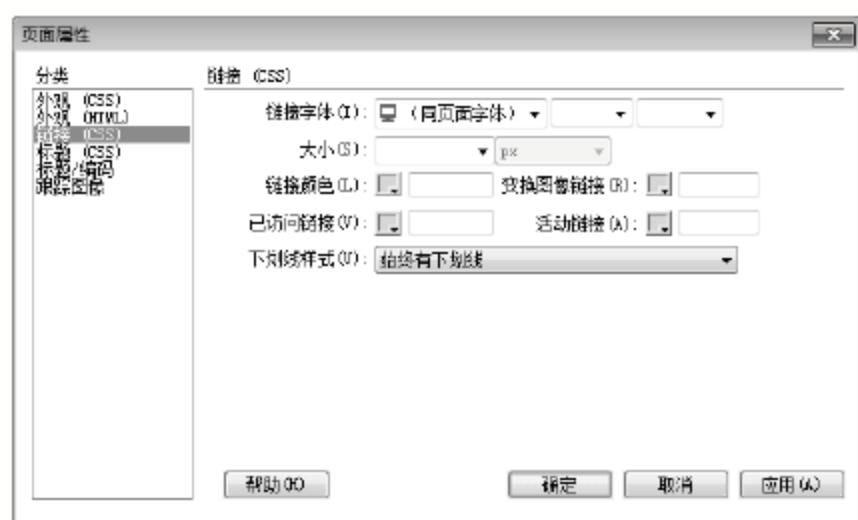 页面属性
分类
外观 (CSS)
外观 (HTML)
链接 (CSS)
标题 (CSS)
标题/编码
跟踪图像
链接 (CSS)
链接字体(I): (同页面字体)
大小(S): px
链接颜色(L): 变换图像链接(R):
已访问链接(V): 活动链接(A):
下划线样式(U): 始终有下划线
帮助(H) 确定 取消 应用(A)